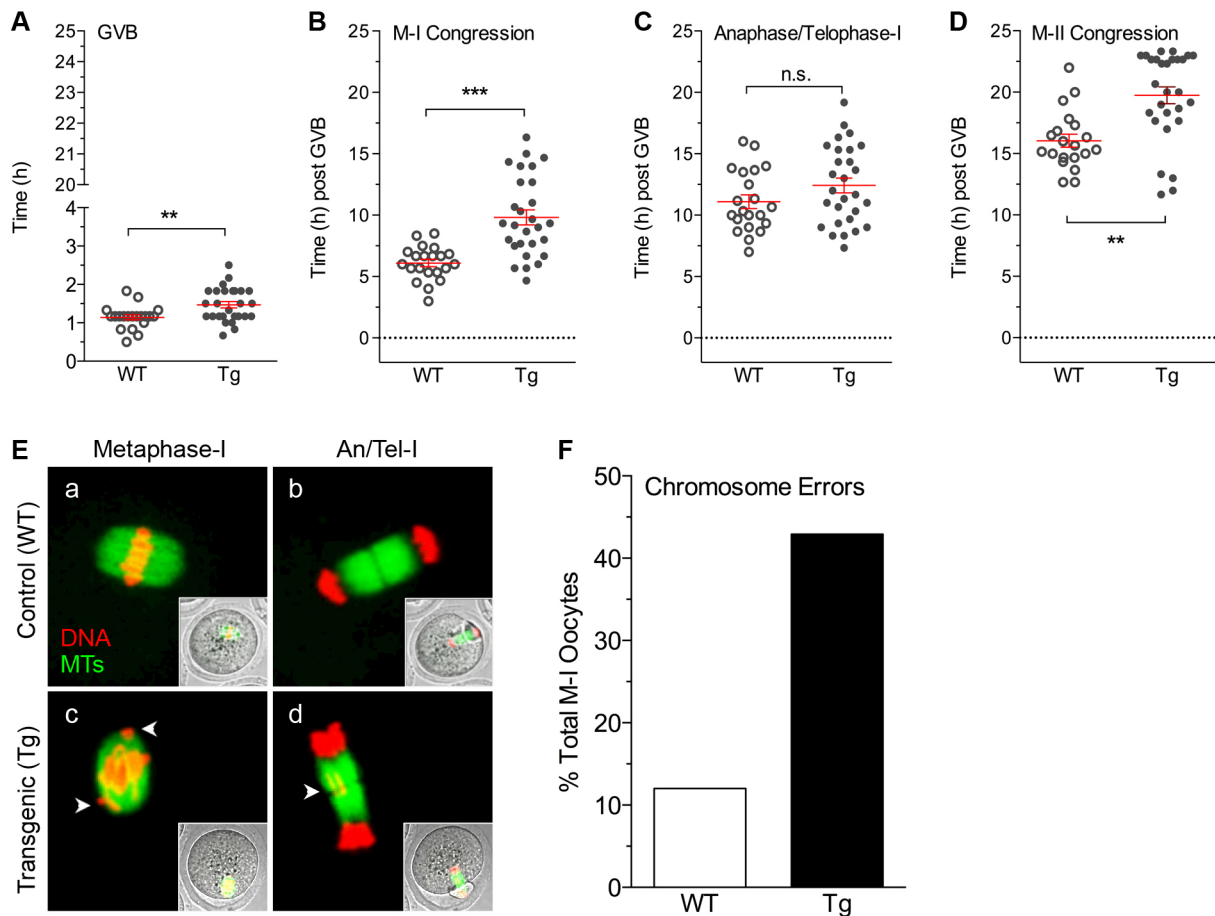 A
GVB
Time (h)
25
24
23
22
21
20
4
3
2
1
0
**
WT Tg
B
M-I Congression
Time (h) post GVB
25
20
15
10
5
0
***
WT Tg
C
Anaphase/Telophase-I
Time (h) post GVB
25
20
15
10
5
0
n.s.
WT Tg
D
M-II Congression
Time (h) post GVB
25
20
15
10
5
0
**
WT Tg
E
Metaphase-I An/Tel-I
Control (WT)
a
b
DNA
MTs
Transgenic (Tg)
c
d
F
Chromosome Errors
% Total M-I Oocytes
50
40
30
20
10
0
WT Tg